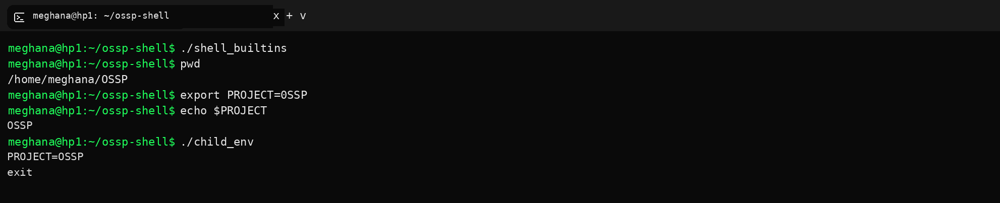 meghana@hp1: ~/ossp-shell x + v
meghana@hp1:~/ossp-shell$ ./shell_builtins
meghana@hp1:~/ossp-shell$ pwd
/home/meghana/OSSP
meghana@hp1:~/ossp-shell$ export PROJECT=OSSP
meghana@hp1:~/ossp-shell$ echo $PROJECT
OSSP
meghana@hp1:~/ossp-shell$ ./child_env
PROJECT=OSSP
exit